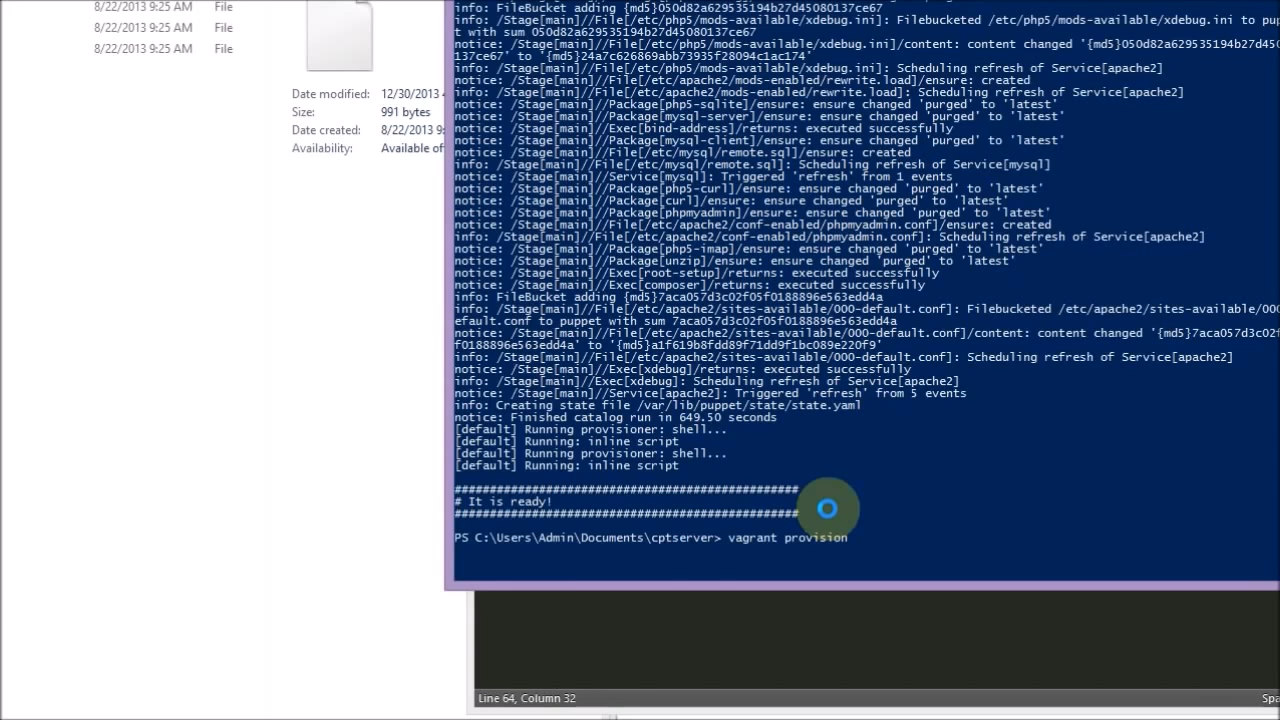 8/22/2013 9:25 AM File
8/22/2013 9:25 AM File
8/22/2013 9:25 AM File
Date modified: 12/30/2013 4
Size: 991 bytes
Date created: 8/22/2013 9:
Availability: Available of
info: FileBucket adding {md5}050d82a629535194b27d45080137ce67
info: /Stage[main]//File[/etc/php5/mods-available/xdebug.ini]: Filebucketed /etc/php5/mods-available/xdebug.ini to pup
t with sum 050d82a629535194b27d45080137ce67
notice: /Stage[main]//File[/etc/php5/mods-available/xdebug.ini]/content: content changed '{md5}050d82a629535194b27d450
137ce67' to '{md5}24a7c626869abb73935f28094c1ac174'
info: /Stage[main]//File[/etc/php5/mods-available/xdebug.ini]: Scheduling refresh of Service[apache2]
notice: /Stage[main]//File[/etc/apache2/mods-enabled/rewrite.load]/ensure: created
info: /Stage[main]//File[/etc/apache2/mods-enabled/rewrite.load]: Scheduling refresh of Service[apache2]
notice: /Stage[main]//Package[php5-sqlite]/ensure: ensure changed 'purged' to 'latest'
notice: /Stage[main]//Package[mysql-server]/ensure: ensure changed 'purged' to 'latest'
notice: /Stage[main]//Exec[bind-address]/returns: executed successfully
notice: /Stage[main]//Package[mysql-client]/ensure: ensure changed 'purged' to 'latest'
notice: /Stage[main]//File[/etc/mysql/remote.sql]/ensure: created
info: /Stage[main]//File[/etc/mysql/remote.sql]: Scheduling refresh of Service[mysql]
notice: /Stage[main]//Service[mysql]: Triggered 'refresh' from 1 events
notice: /Stage[main]//Package[php5-curl]/ensure: ensure changed 'purged' to 'latest'
notice: /Stage[main]//Package[curl]/ensure: ensure changed 'purged' to 'latest'
notice: /Stage[main]//Package[phpmyadmin]/ensure: ensure changed 'purged' to 'latest'
notice: /Stage[main]//File[/etc/apache2/conf-enabled/phpmyadmin.conf]/ensure: created
info: /Stage[main]//File[/etc/apache2/conf-enabled/phpmyadmin.conf]: Scheduling refresh of Service[apache2]
notice: /Stage[main]//Package[php5-imap]/ensure: ensure changed 'purged' to 'latest'
notice: /Stage[main]//Package[unzip]/ensure: ensure changed 'purged' to 'latest'
notice: /Stage[main]//Exec[root-setup]/returns: executed successfully
notice: /Stage[main]//Exec[composer]/returns: executed successfully
info: FileBucket adding {md5}7aca057d3c02f05f0188896e563edd4a
info: /Stage[main]//File[/etc/apache2/sites-available/000-default.conf]: Filebucketed /etc/apache2/sites-available/000
efault.conf to puppet with sum 7aca057d3c02f05f0188896e563edd4a
notice: /Stage[main]//File[/etc/apache2/sites-available/000-default.conf]/content: content changed '{md5}7aca057d3c02f
f0188896e563edd4a' to '{md5}a1f619b8fdd89f71dd9f1bc089e220f9'
info: /Stage[main]//File[/etc/apache2/sites-available/000-default.conf]: Scheduling refresh of Service[apache2]
notice: /Stage[main]//Exec[xdebug]/returns: executed successfully
info: /Stage[main]//Exec[xdebug]: Scheduling refresh of Service[apache2]
notice: /Stage[main]//Service[apache2]: Triggered 'refresh' from 5 events
info: Creating state file /var/lib/puppet/state/state.yaml
notice: Finished catalog run in 649.50 seconds
[default] Running provisioner: shell...
[default] Running: inline script
[default] Running provisioner: shell...
[default] Running: inline script
#################################################
# It is ready!
#################################################
PS C:\Users\Admin\Documents\cptserver> vagrant provision
Line 64, Column 32
Spa